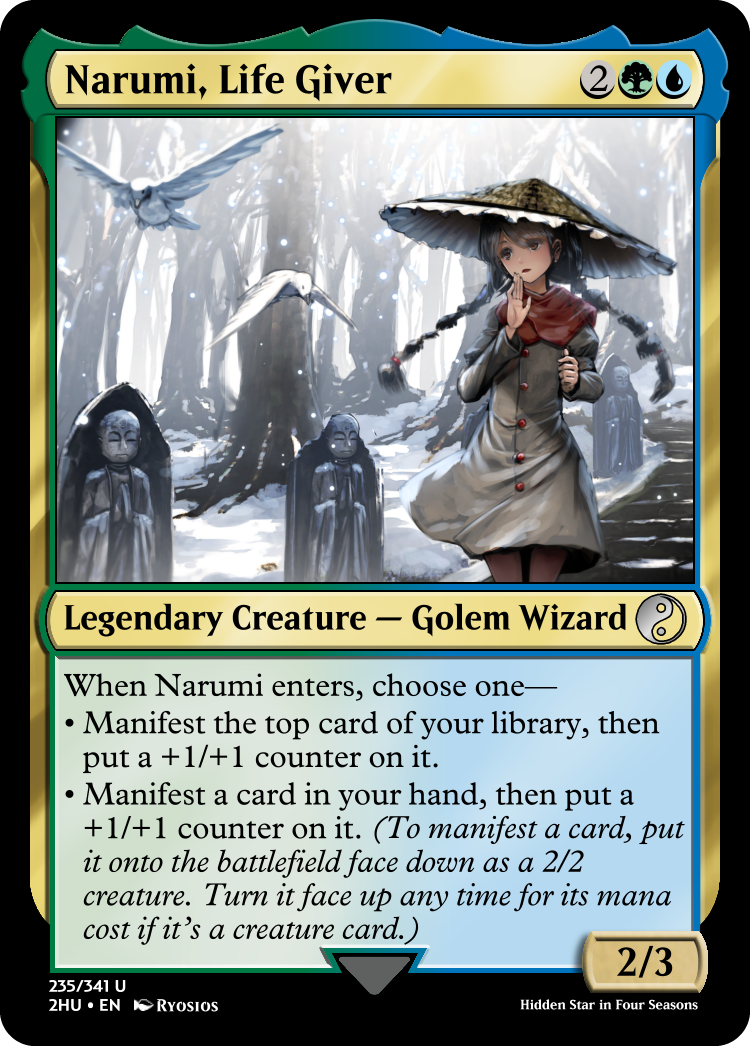 Narumi, Life Giver 2
Legendary Creature — Golem Wizard
When Narumi enters, choose one—
• Manifest the top card of your library, then
put a +1/+1 counter on it.
• Manifest a card in your hand, then put a
+1/+1 counter on it. (To manifest a card, put
it onto the battlefield face down as a 2/2
creature. Turn it face up any time for its mana
cost if it's a creature card.)
2/3
235/341 U
2HU • EN Ryosios
Hidden Star in Four Seasons